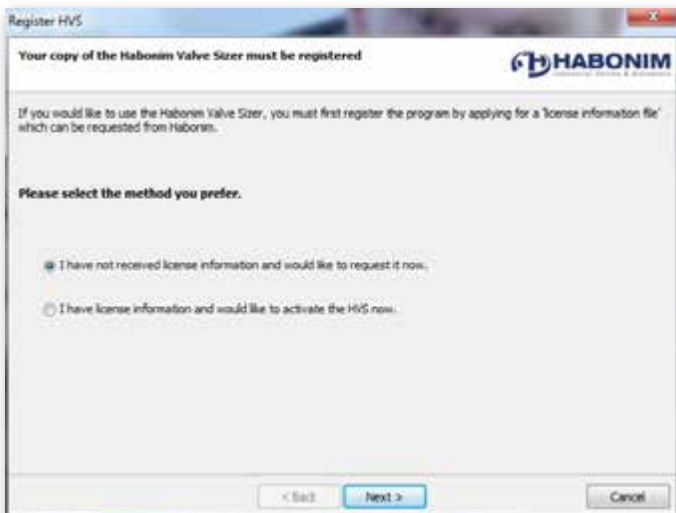 Register HVS
Your copy of the Habonim Valve Sizer must be registered
HABONIM
If you would like to use the Habonim Valve Sizer, you must first register the program by applying for a 'license information file'
which can be requested from Habonim.
Please select the method you prefer.
I have not received license information and would like to request it now.
I have license information and would like to activate the HVS now.
< Back
Next >
Cancel